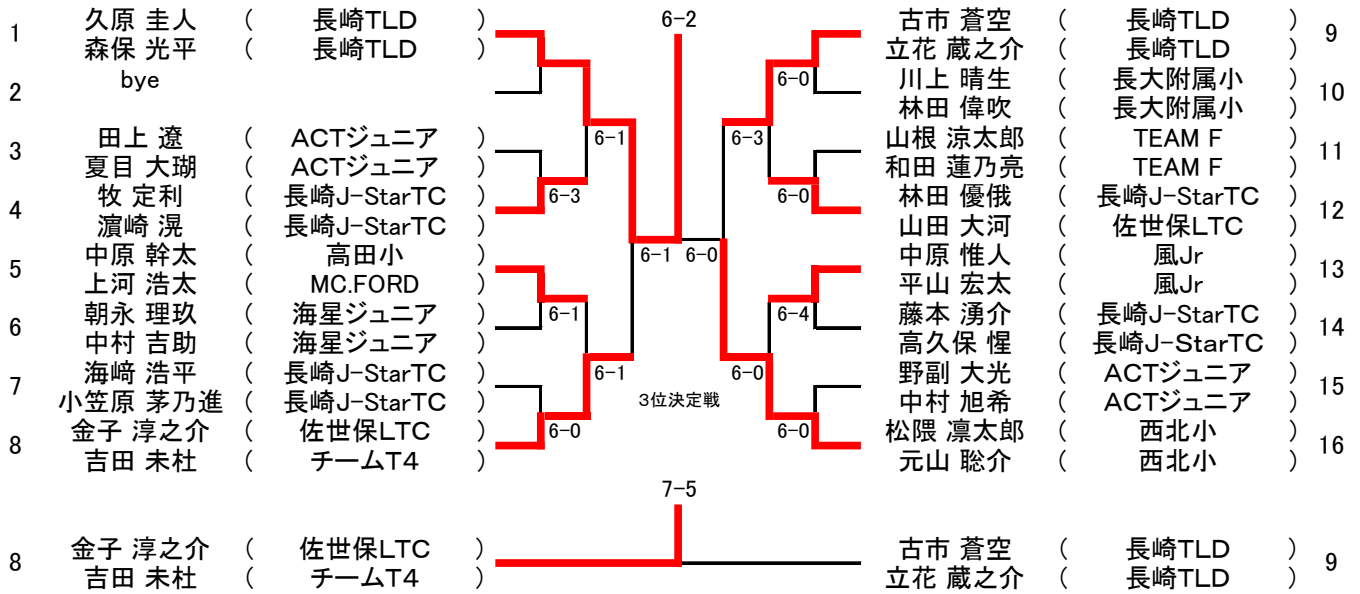 1 久原 圭人 ( 長崎TLD )
森保 光平 ( 長崎TLD )
2 bye
3 田上 遼 ( ACTジュニア )
夏目 大瑚 ( ACTジュニア )
4 牧 定利 ( 長崎J-StarTC )
濵崎 滉 ( 長崎J-StarTC )
5 中原 幹太 ( 高田小 )
上河 浩太 ( MC.FORD )
6 朝永 理玖 ( 海星ジュニア )
中村 吉助 ( 海星ジュニア )
7 海﨑 浩平 ( 長崎J-StarTC )
小笠原 茅乃進 ( 長崎J-StarTC )
8 金子 淳之介 ( 佐世保LTC )
吉田 未杜 ( チームT4 )
6-3
6-1
6-0
6-1
6-1
6-1
6-2
6-0
6-3
6-0
6-0
6-4
6-0
6-0
3位決定戦
古市 蒼空 ( 長崎TLD ) 9
立花 蔵之介 ( 長崎TLD )
川上 晴生 ( 長大附属小 ) 10
林田 偉吹 ( 長大附属小 )
山根 涼太郎 ( TEAM F ) 11
和田 蓮乃亮 ( TEAM F )
林田 優俄 ( 長崎J-StarTC ) 12
山田 大河 ( 佐世保LTC )
中原 惟人 ( 風Jr ) 13
平山 宏太 ( 風Jr )
藤本 湧介 ( 長崎J-StarTC ) 14
高久保 惺 ( 長崎J-StarTC )
野副 大光 ( ACTジュニア ) 15
中村 旭希 ( ACTジュニア )
松隈 凛太郎 ( 西北小 ) 16
元山 聡介 ( 西北小 )
7-5
8 金子 淳之介 ( 佐世保LTC )
吉田 未杜 ( チームT4 )
古市 蒼空 ( 長崎TLD ) 9
立花 蔵之介 ( 長崎TLD )